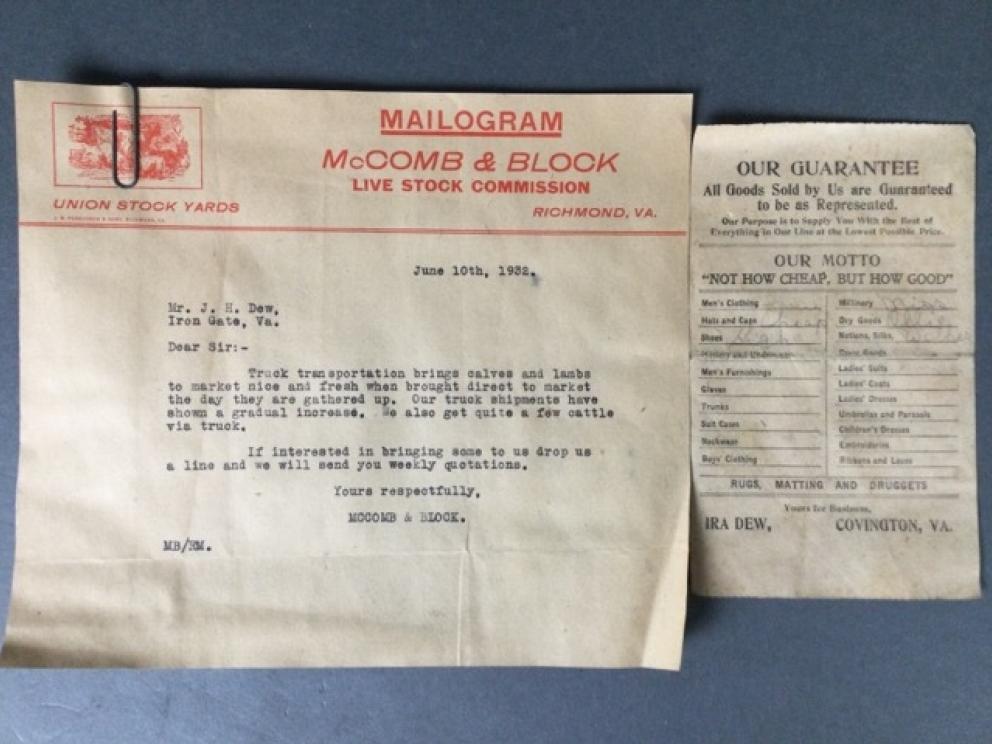 MAILOGRAM
McCOMB & BLOCK
LIVE STOCK COMMISSION
UNION STOCK YARDS
RICHMOND, VA.
June 10th, 1932.
Mr. J. H. Dew,
Iron Gate, Va.
Dear Sir:-
Truck transportation brings calves and lambs
to market nice and fresh when brought direct to market
the day they are gathered up. Our truck shipments have
shown a gradual increase. We also get quite a few cattle
via truck.
If interested in bringing some to us drop us
a line and we will send you weekly quotations.
Yours respectfully,
MCCOMB & BLOCK.
MB/EM.
OUR GUARANTEE
All Goods Sold by Us are Guaranteed
to be as Represented.
Our Purpose is to Supply You With the Best of
Everything in Our Line at the Lowest Possible Price.
OUR MOTTO
"NOT HOW CHEAP, BUT HOW GOOD"
Men's Clothing
Hats and Caps
Shoes
Hosiery and Underwear
Men's Furnishings
Gloves
Trunks
Suit Cases
Neckwear
Boys' Clothing
Millinery
Dry Goods
Notions, Silks,
Dress Goods
Ladies' Suits
Ladies' Coats
Ladies' Dresses
Umbrellas and Parasols
Children's Dresses
Embroideries
Ribbons and Laces
RUGS, MATTING AND DRUGGETS
Yours for Business,
IRA DEW, COVINGTON, VA.